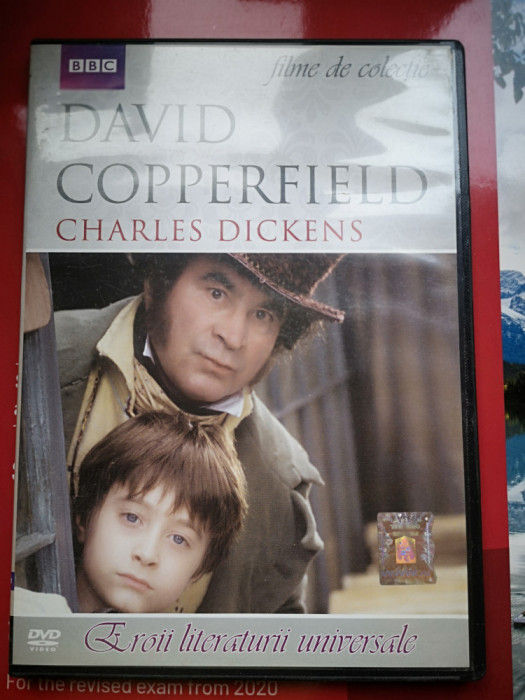 BBC
filme de colecție
DAVID
COPPERFIELD
CHARLES DICKENS
DVD
VIDEO
Eroii literaturii universale
For the revised exam from 2020